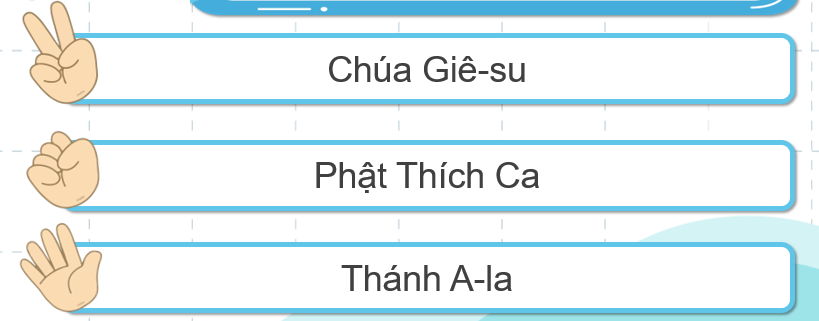 Chúa Giê-su
Phật Thích Ca
Thánh A-la